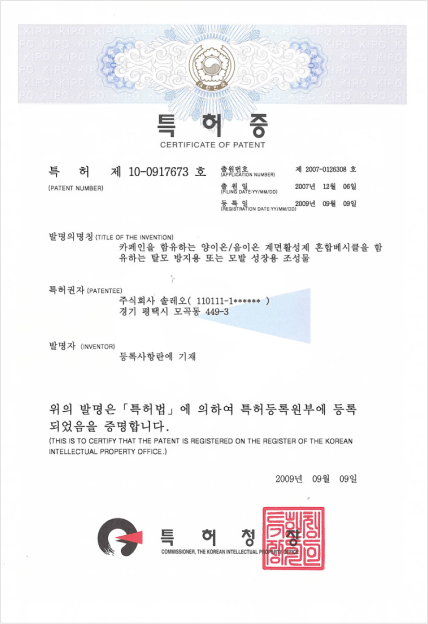 KIPO KIPO KIPO KIPO KIPO KIPO
특허증
CERTIFICATE OF PATENT
특 허 제 10-0917673 호
(PATENT NUMBER)
출원번호 제 2007-0126308 호
(APPLICATION NUMBER)
출원일 2007년 12월 06일
(FILING DATE:YY/MM/DD)
등록일 2009년 09월 09일
(REGISTRATION DATE:YY/MM/DD)
발명의명칭 (TITLE OF THE INVENTION)
카페인을 함유하는 양이온/음이온 계면활성제 혼합베시클을 함
유하는 탈모 방지용 또는 모발 성장용 조성물
특허권자 (PATENTEE)
주식회사 솔레오( 110111-1****** )
경기 평택시 모곡동 449-3
발명자 (INVENTOR)
등록사항란에 기재
위의 발명은「특허법」에 의하여 특허등록원부에 등록
되었음을 증명합니다.
(THIS IS TO CERTIFY THAT THE PATENT IS REGISTERED ON THE REGISTER OF THE KOREAN
INTELLECTUAL PROPERTY OFFICE.)
2009년 09월 09일
특 허 청 장
COMMISSIONER, THE KOREAN INTELLECTUAL PROPERTY OFFICE